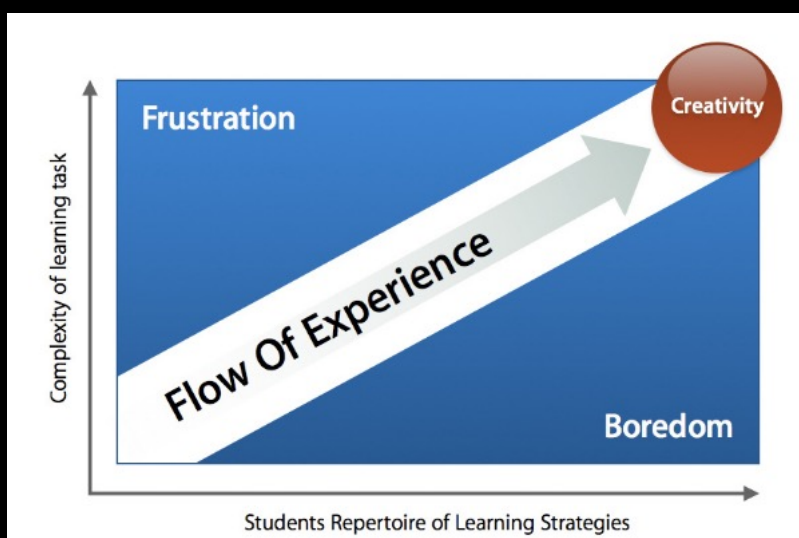 Frustration
Creativity
Complexity of learning task
Flow Of Experience
Boredom
Students Repertoire of Learning Strategies